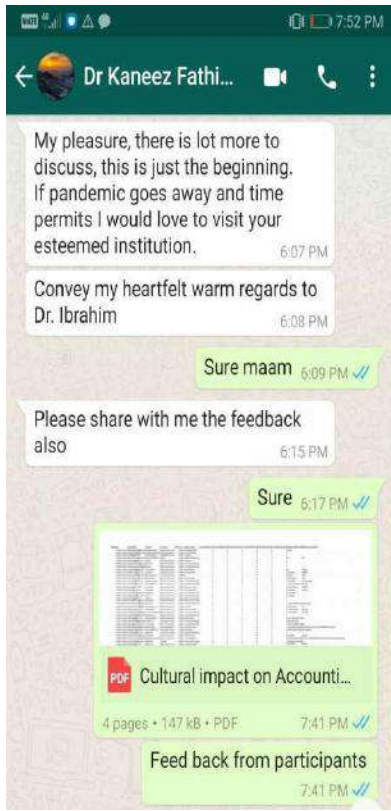 7:52 PM
Dr Kaneez Fathi...
My pleasure, there is lot more to
discuss, this is just the beginning.
If pandemic goes away and time
permits I would love to visit your
esteemed institution.
6:07 PM
Convey my heartfelt warm regards to
Dr. Ibrahim
6:08 PM
Sure maam 6:09 PM
Please share with me the feedback
also
6:15 PM
Sure 6:17 PM
PDF Cultural impact on Accounti...
4 pages • 147 kB • PDF 7:41 PM
Feed back from participants
7:41 PM